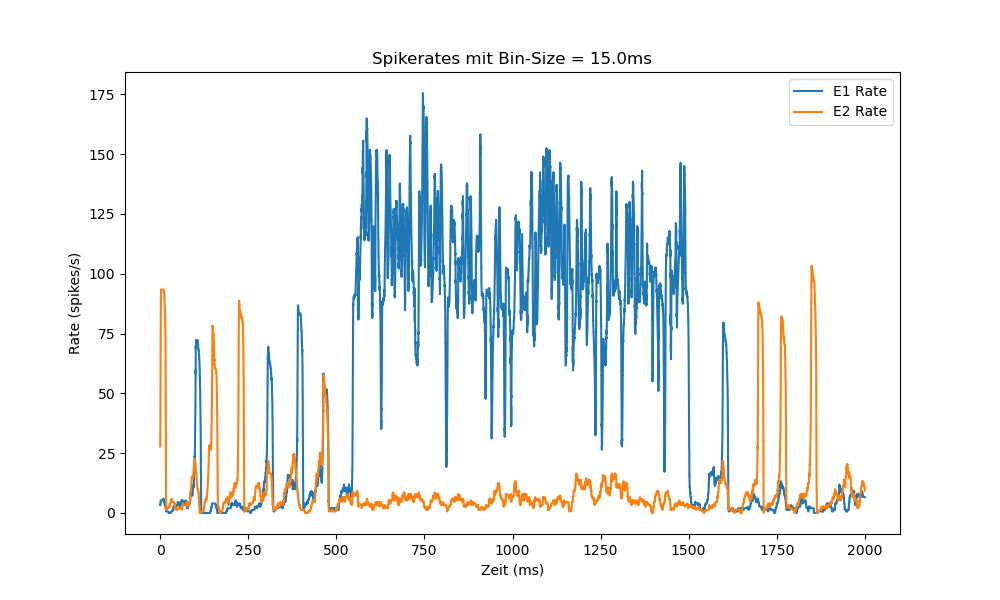 Spikerates mit Bin-Size = 15.0ms
E1 Rate
E2 Rate
175
150
125
100
75
50
25
0
Rate (spikes/s)
0 250 500 750 1000 1250 1500 1750 2000
Zeit (ms)